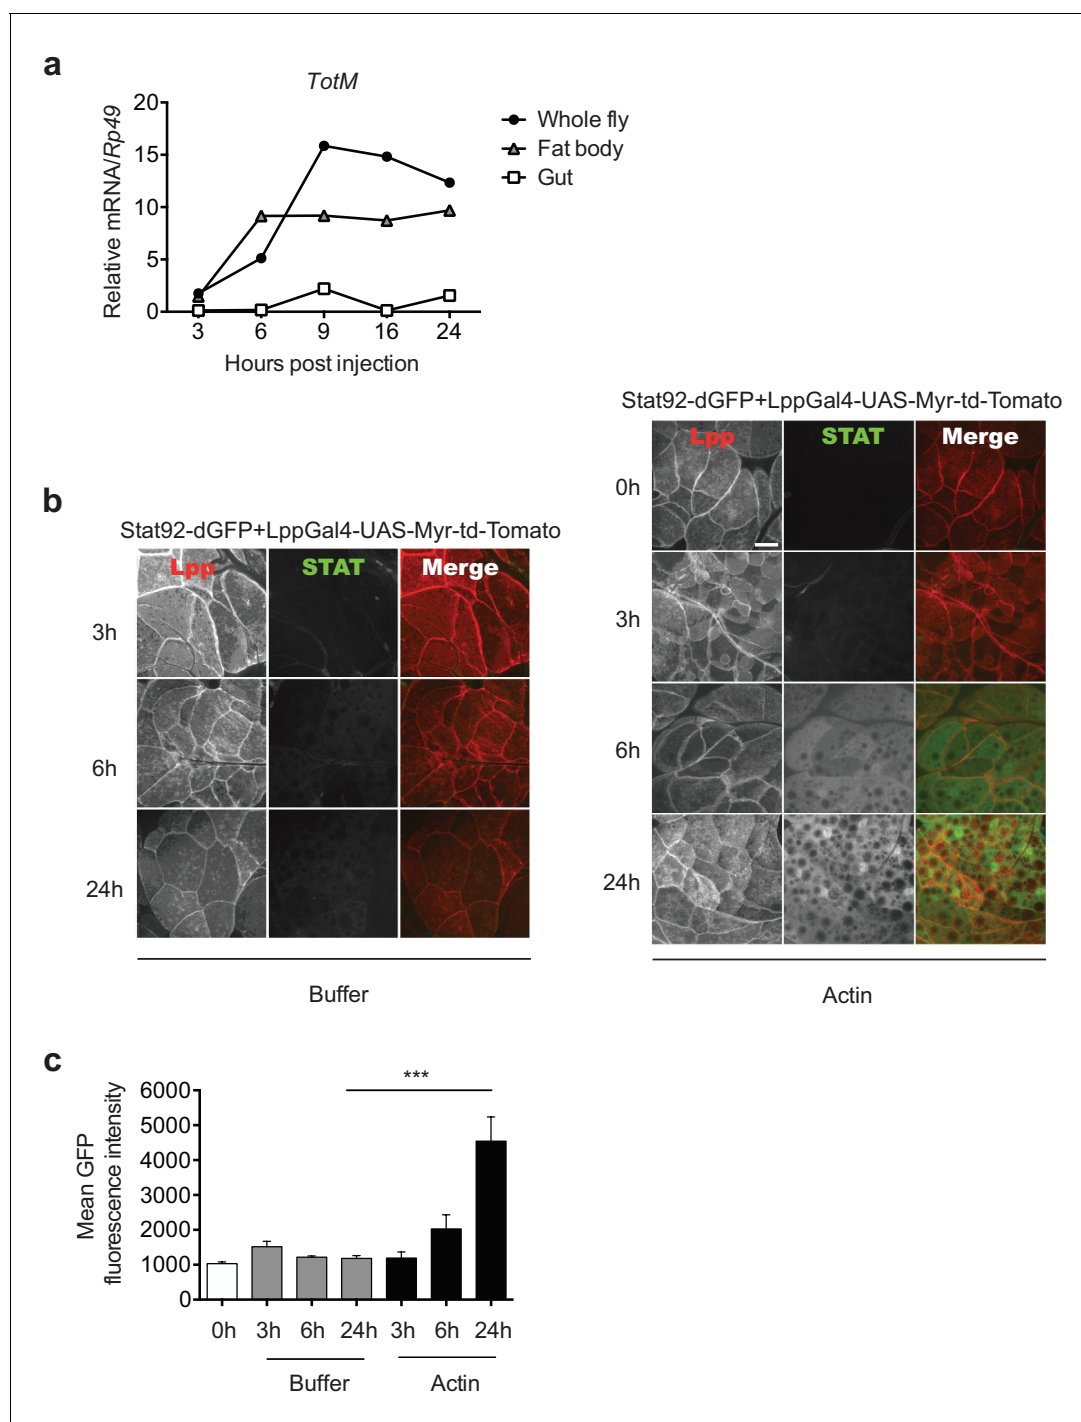 a
TotM
Relative mRNA/Rp49
20
15
10
5
0
3 6 9 16 24
Hours post injection
Whole fly
Fat body
Gut
b
Stat92-dGFP+LppGal4-UAS-Myr-td-Tomato
Lpp STAT Merge
3h
6h
24h
Buffer
Stat92-dGFP+LppGal4-UAS-Myr-td-Tomato
Lpp STAT Merge
0h
3h
6h
24h
Actin
c
Mean GFP
fluorescence intensity
6000
5000
4000
3000
2000
1000
0
***
0h 3h 6h 24h 3h 6h 24h
Buffer Actin